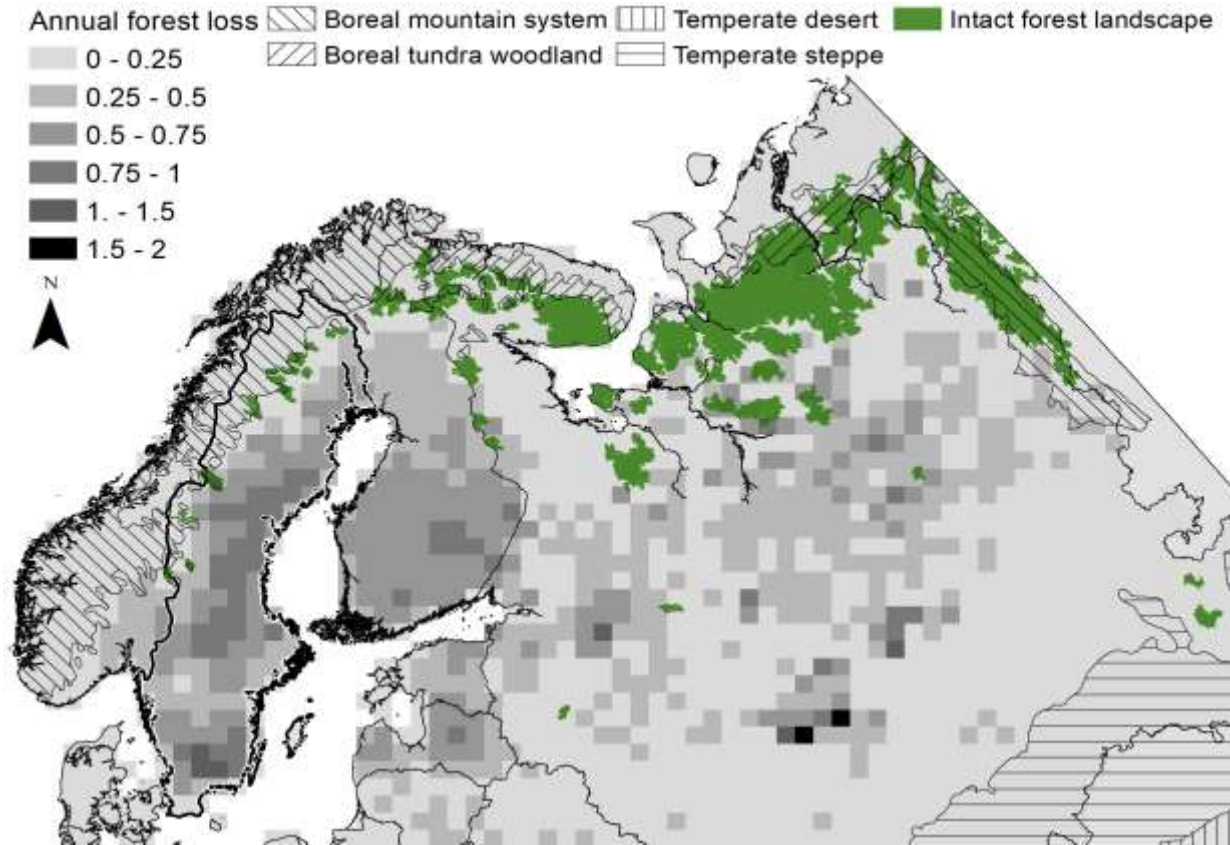 Annual forest loss
0 - 0.25
0.25 - 0.5
0.5 - 0.75
0.75 - 1
1. - 1.5
1.5 - 2
Boreal mountain system
Boreal tundra woodland
Temperate desert
Temperate steppe
Intact forest landscape
N